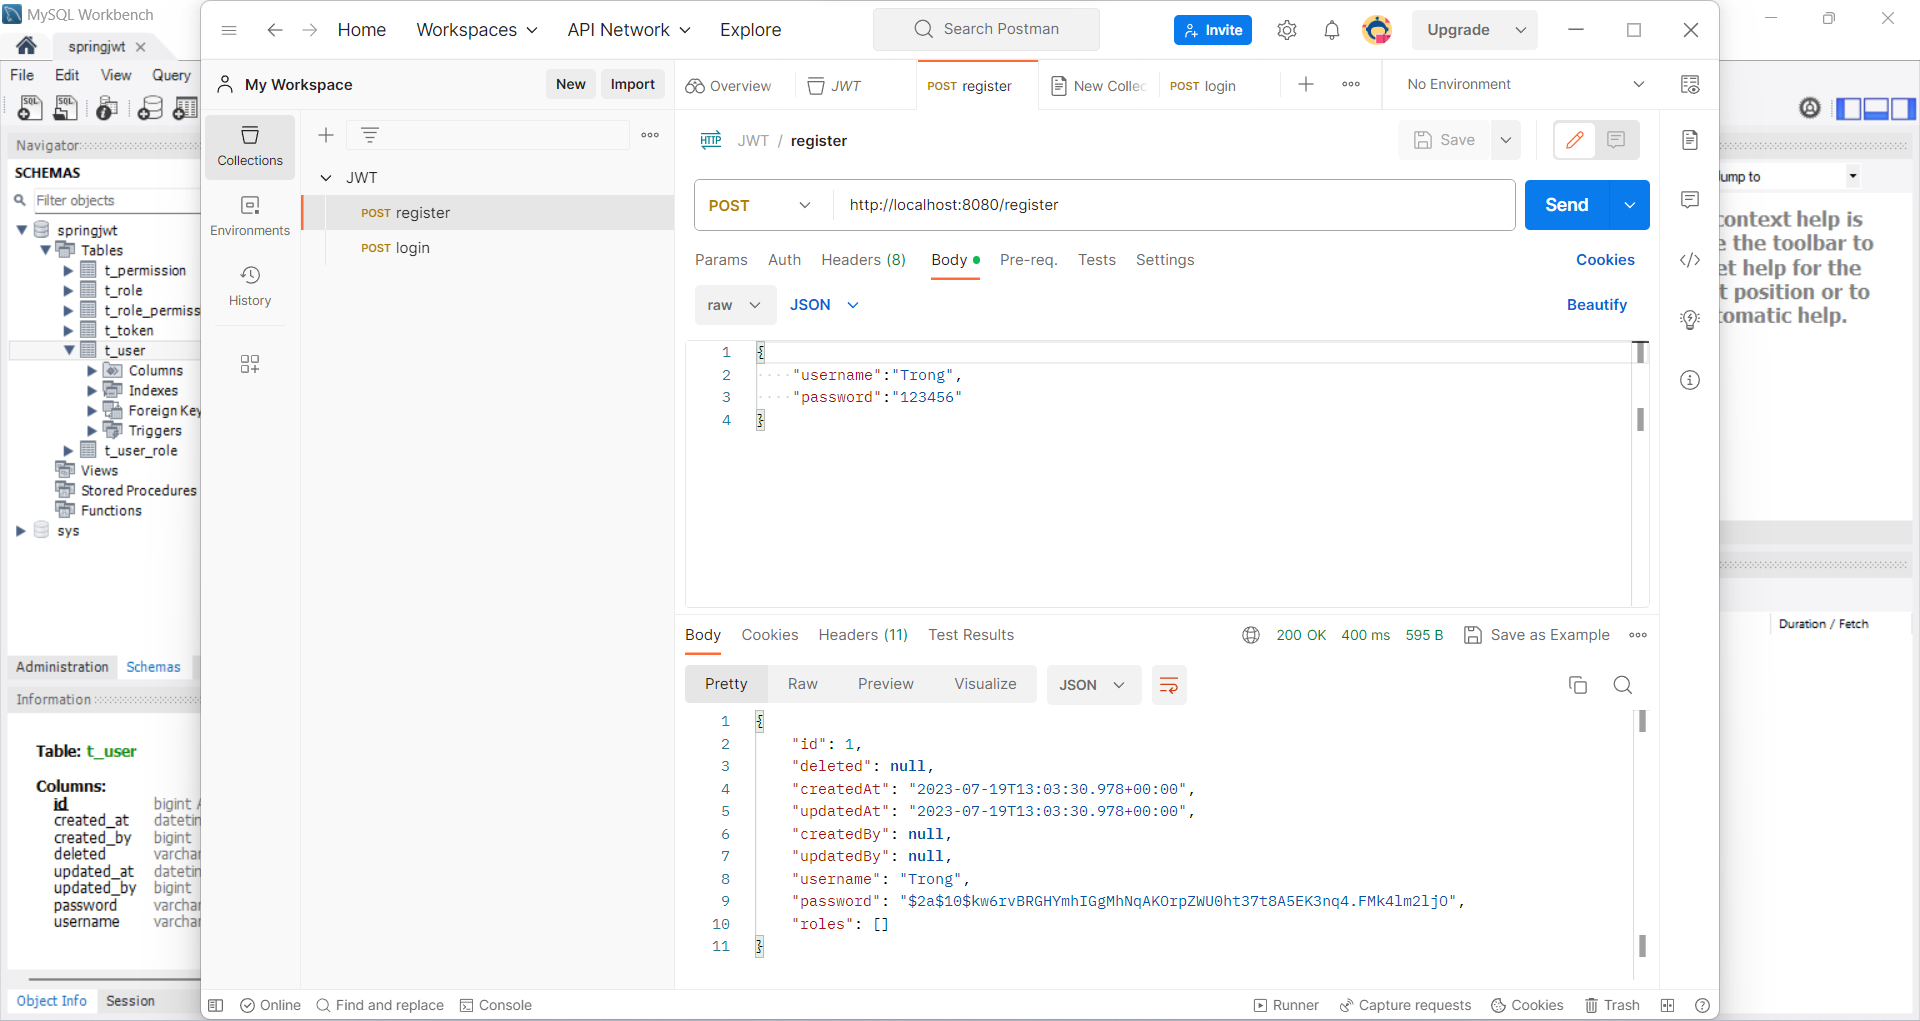 MySQL Workbench
springjwt
File Edit View Query
Navigator
SCHEMAS
Filter objects
springjwt
Tables
t_permission
t_role
t_role_permiss
t_token
t_user
Columns
Indexes
Foreign Key
Triggers
t_user_role
Views
Stored Procedures
Functions
sys
Administration Schemas
Information
Table: t_user
Columns:
id bigint A
created_at datetin
created_by bigint
deleted varchar
updated_at datetin
updated_by bigint
password varchar
username varchar
Object Info Session
Home Workspaces API Network Explore Search Postman Invite Upgrade
My Workspace New Import Overview JWT POST register New Collec POST login No Environment
Collections
Environments
History
JWT
POST register
POST login
HTTP JWT / register Save
POST http://localhost:8080/register Send
Params Auth Headers (8) Body Pre-req. Tests Settings Cookies
raw JSON Beautify
1 {
2 "username":"Trong",
3 "password":"123456"
4 }
Body Cookies Headers (11) Test Results 200 OK 400 ms 595 B Save as Example
Pretty Raw Preview Visualize JSON
1 {
2 "id": 1,
3 "deleted": null,
4 "createdAt": "2023-07-19T13:03:30.978+00:00",
5 "updatedAt": "2023-07-19T13:03:30.978+00:00",
6 "createdBy": null,
7 "updatedBy": null,
8 "username": "Trong",
9 "password": "$2a$10$kw6rvBRGHYmhIGgMhNqAKOrpZWU0ht37t8A5EK3nq4.FMk4lm2ljO",
10 "roles": []
11 }
Online Find and replace Console Runner Capture requests Cookies Trash
ump to
context help is
e the toolbar to
et help for the
t position or to
tomatic help.
Duration / Fetch